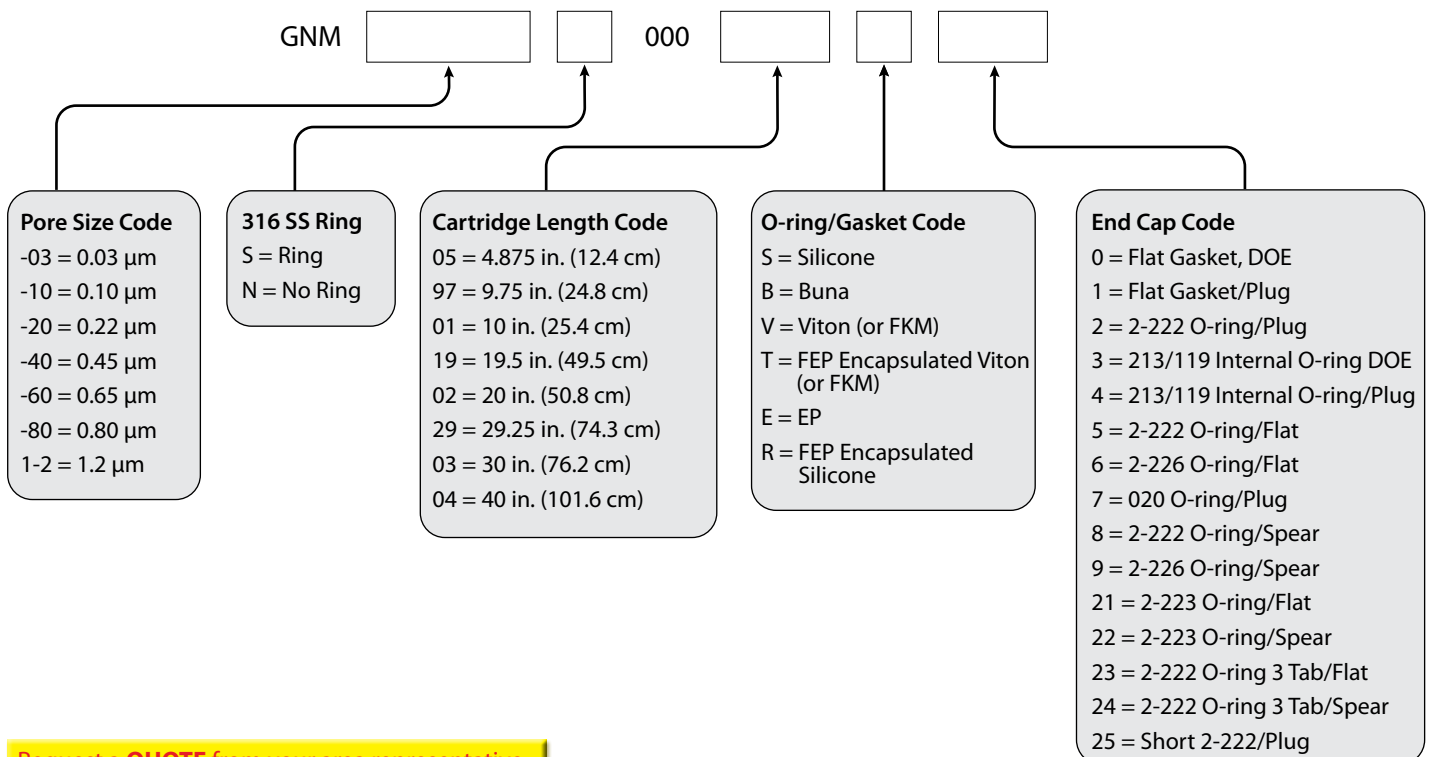 GNM 000
Pore Size Code
-03 = 0.03 µm
-10 = 0.10 µm
-20 = 0.22 µm
-40 = 0.45 µm
-60 = 0.65 µm
-80 = 0.80 µm
1-2 = 1.2 µm
316 SS Ring
S = Ring
N = No Ring
Cartridge Length Code
05 = 4.875 in. (12.4 cm)
97 = 9.75 in. (24.8 cm)
01 = 10 in. (25.4 cm)
19 = 19.5 in. (49.5 cm)
02 = 20 in. (50.8 cm)
29 = 29.25 in. (74.3 cm)
03 = 30 in. (76.2 cm)
04 = 40 in. (101.6 cm)
O-ring/Gasket Code
S = Silicone
B = Buna
V = Viton (or FKM)
T = FEP Encapsulated Viton
(or FKM)
E = EP
R = FEP Encapsulated
Silicone
End Cap Code
0 = Flat Gasket, DOE
1 = Flat Gasket/Plug
2 = 2-222 O-ring/Plug
3 = 213/119 Internal O-ring DOE
4 = 213/119 Internal O-ring/Plug
5 = 2-222 O-ring/Flat
6 = 2-226 O-ring/Flat
7 = 020 O-ring/Plug
8 = 2-222 O-ring/Spear
9 = 2-226 O-ring/Spear
21 = 2-223 O-ring/Flat
22 = 2-223 O-ring/Spear
23 = 2-222 O-ring 3 Tab/Flat
24 = 2-222 O-ring 3 Tab/Spear
25 = Short 2-222/Plug
Request a QUOTE from your area representative